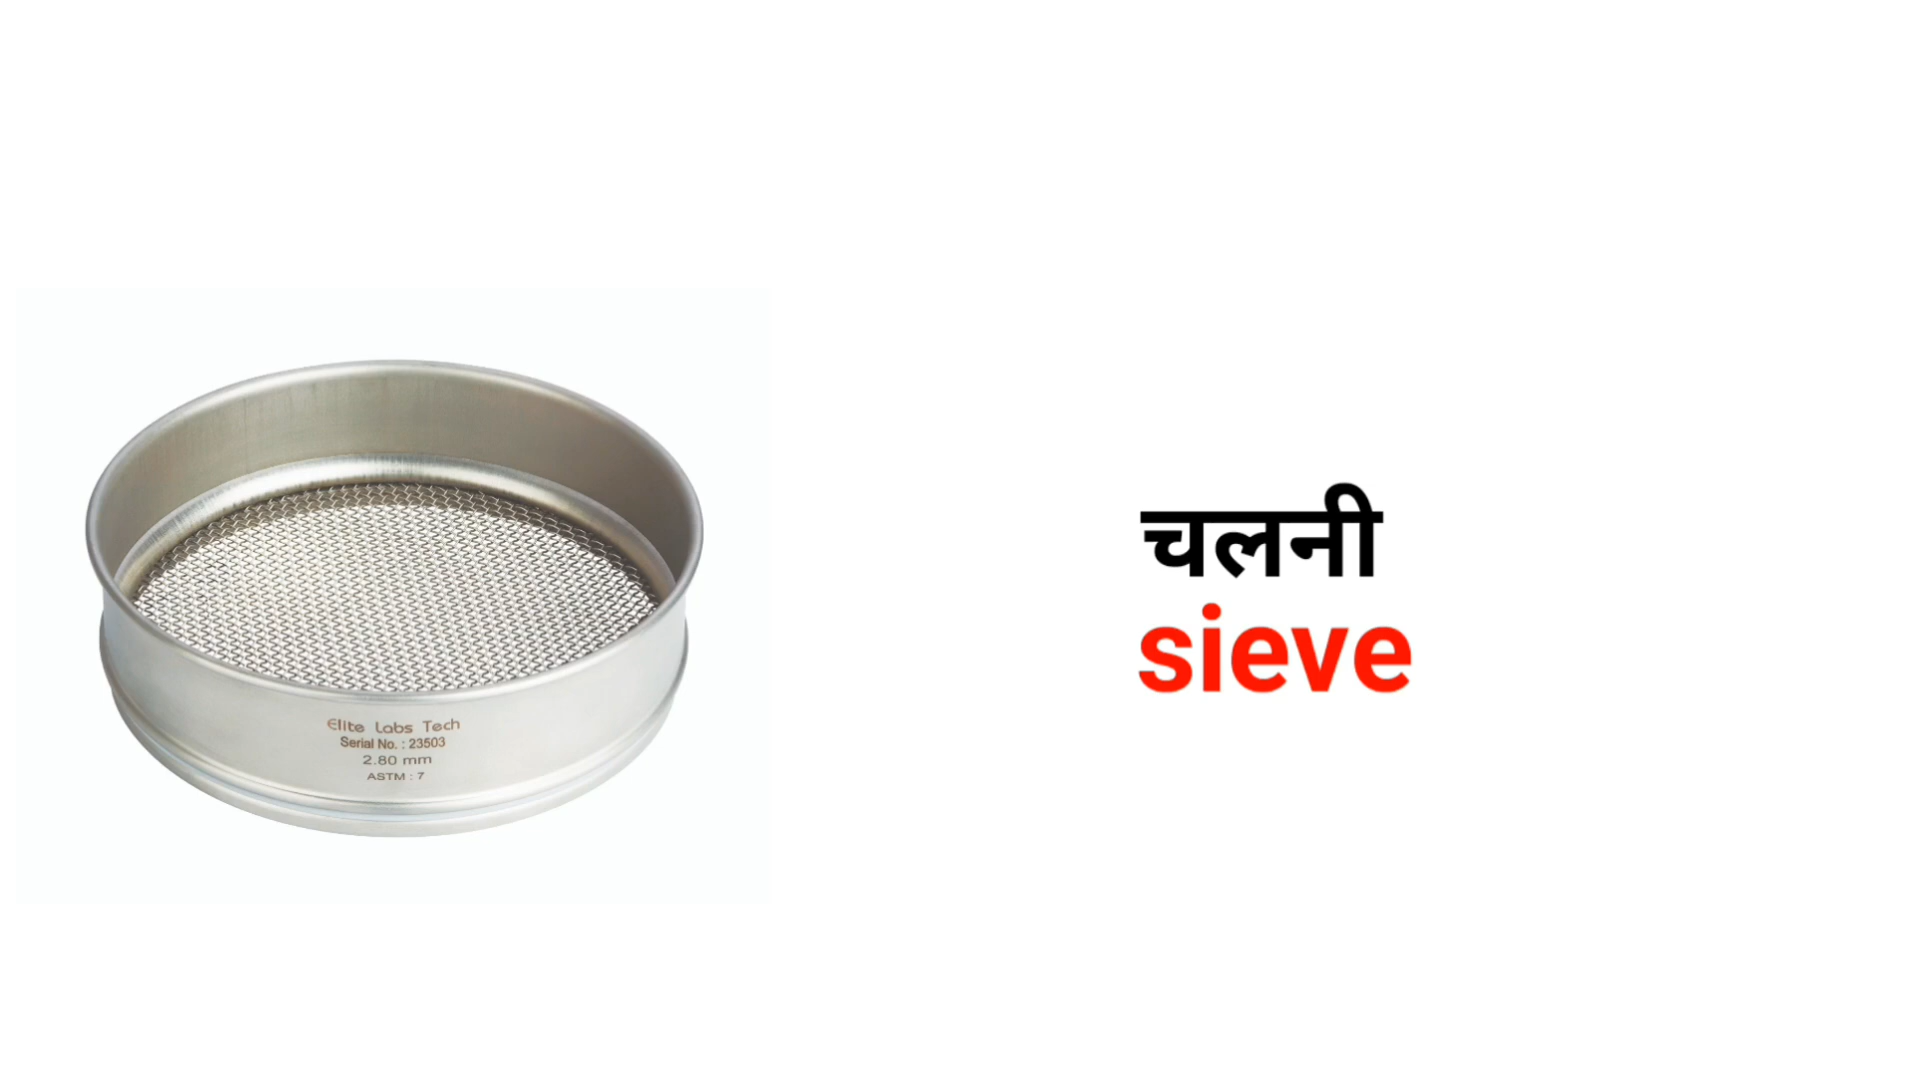 चलनी
sieve
Elite Labs Tech
Serial No. : 23503
2.80 mm
ASTM : 7